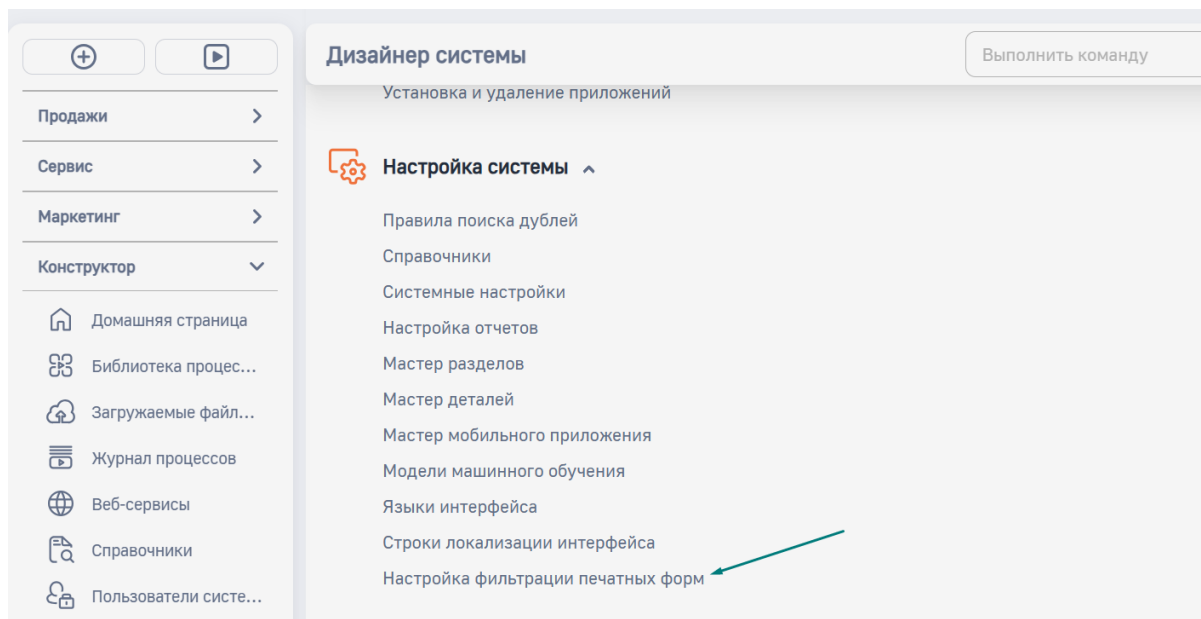 Дизайнер системы
Выполнить команду
Продажи
Сервис
Маркетинг
Конструктор
Домашняя страница
Библиотека процес...
Загружаемые файл...
Журнал процессов
Веб-сервисы
Справочники
Пользователи систе...
Установка и удаление приложений
Настройка системы
Правила поиска дублей
Справочники
Системные настройки
Настройка отчетов
Мастер разделов
Мастер деталей
Мастер мобильного приложения
Модели машинного обучения
Языки интерфейса
Строки локализации интерфейса
Настройка фильтрации печатных форм